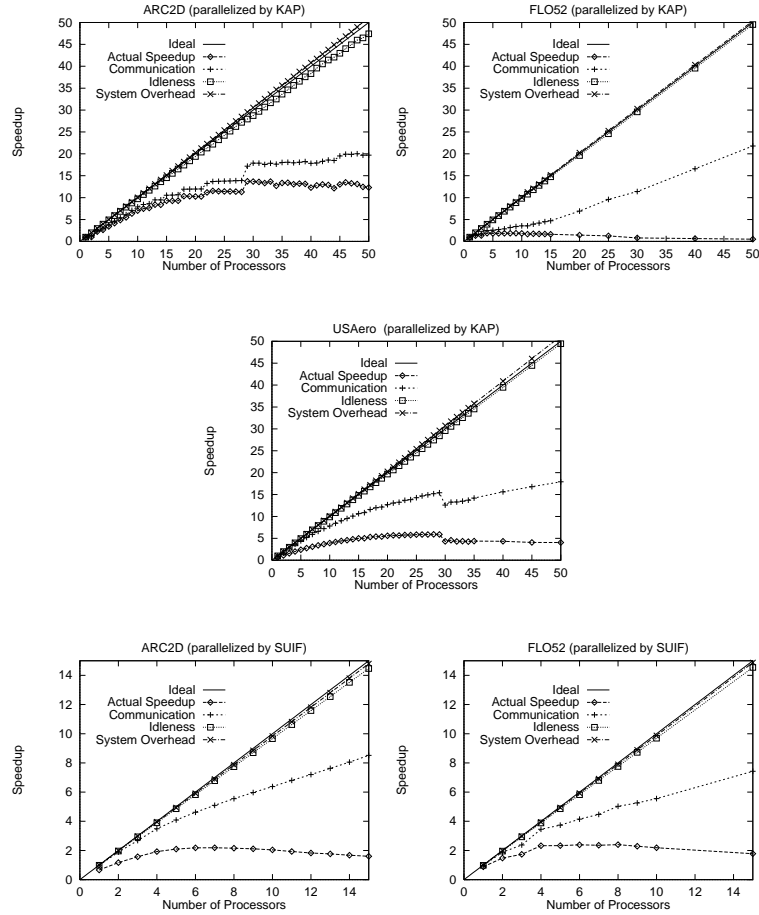 ARC2D (parallelized by KAP)
Speedup
50
45
40
35
30
25
20
15
10
5
0
Ideal
Actual Speedup
Communication
Idleness
System Overhead
0 5 10 15 20 25 30 35 40 45 50
Number of Processors
FLO52 (parallelized by KAP)
Speedup
50
45
40
35
30
25
20
15
10
5
0
Ideal
Actual Speedup
Communication
Idleness
System Overhead
0 5 10 15 20 25 30 35 40 45 50
Number of Processors
USAero (parallelized by KAP)
Speedup
50
45
40
35
30
25
20
15
10
5
0
Ideal
Actual Speedup
Communication
Idleness
System Overhead
0 5 10 15 20 25 30 35 40 45 50
Number of Processors
ARC2D (parallelized by SUIF)
Speedup
14
12
10
8
6
4
2
0
Ideal
Actual Speedup
Communication
Idleness
System Overhead
0 2 4 6 8 10 12 14
Number of Processors
FLO52 (parallelized by SUIF)
Speedup
14
12
10
8
6
4
2
0
Ideal
Actual Speedup
Communication
Idleness
System Overhead
0 2 4 6 8 10 12 14
Number of Processors